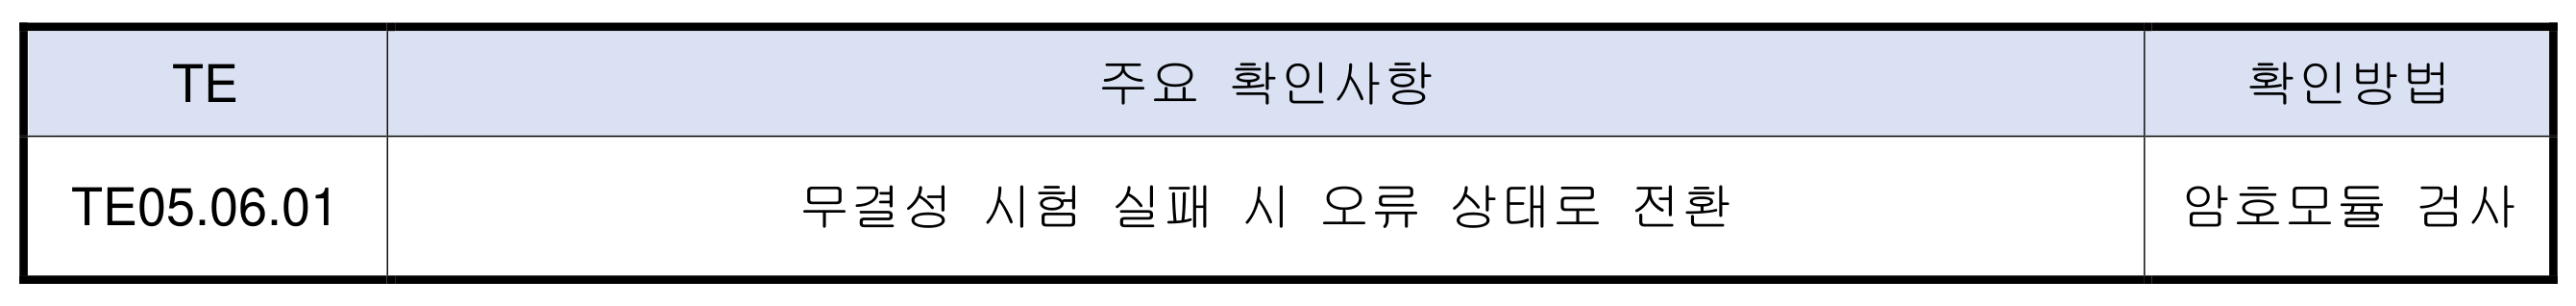 TE 주요 확인사항 확인방법
TE05.06.01 무결성 시험 실패 시 오류 상태로 전환 암호모듈 검사